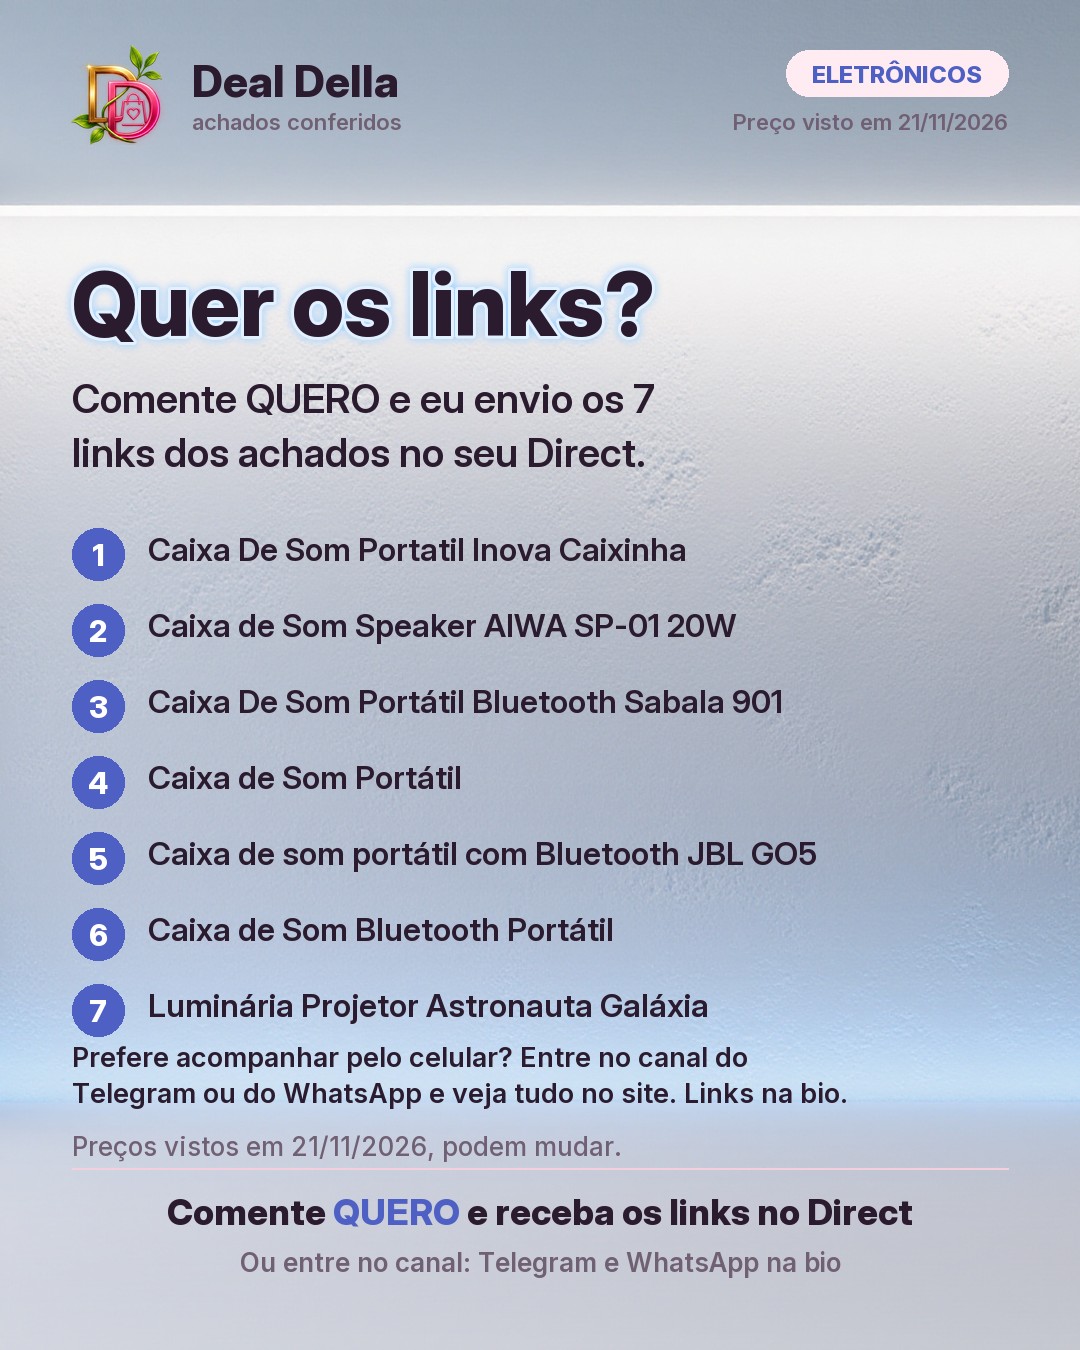 Deal Della
achados conferidos
ELETRÔNICOS
Preço visto em 21/11/2026
Quer os links?
Comente QUERO e eu envio os 7
links dos achados no seu Direct.
1 Caixa De Som Portatil Inova Caixinha
2 Caixa de Som Speaker AIWA SP-01 20W
3 Caixa De Som Portátil Bluetooth Sabala 901
4 Caixa de Som Portátil
5 Caixa de som portátil com Bluetooth JBL GO5
6 Caixa de Som Bluetooth Portátil
7 Luminária Projetor Astronauta Galáxia
Prefere acompanhar pelo celular? Entre no canal do
Telegram ou do WhatsApp e veja tudo no site. Links na bio.
Preços vistos em 21/11/2026, podem mudar.
Comente QUERO e receba os links no Direct
Ou entre no canal: Telegram e WhatsApp na bio